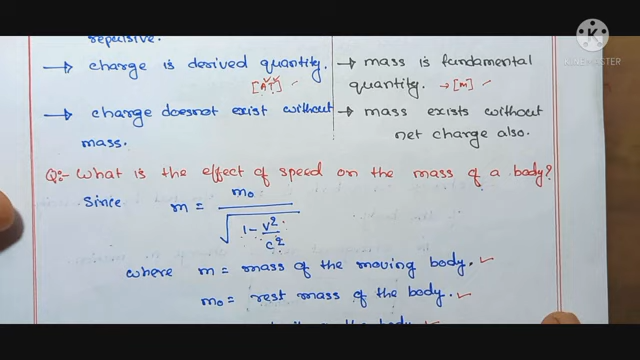 repulsive.
→ charge is derived quantity.
[AT]
→ charge doesnot exist without
mass.
→ mass is fundamental
quantity. → [M]
→ mass exists without
net charge also.
Q:- What is the effect of speed on the mass of a body?
Since m = m₀ / √(1 - v²/c²)
where m = mass of the moving body.
m₀ = rest mass of the body.
KINEMASTER